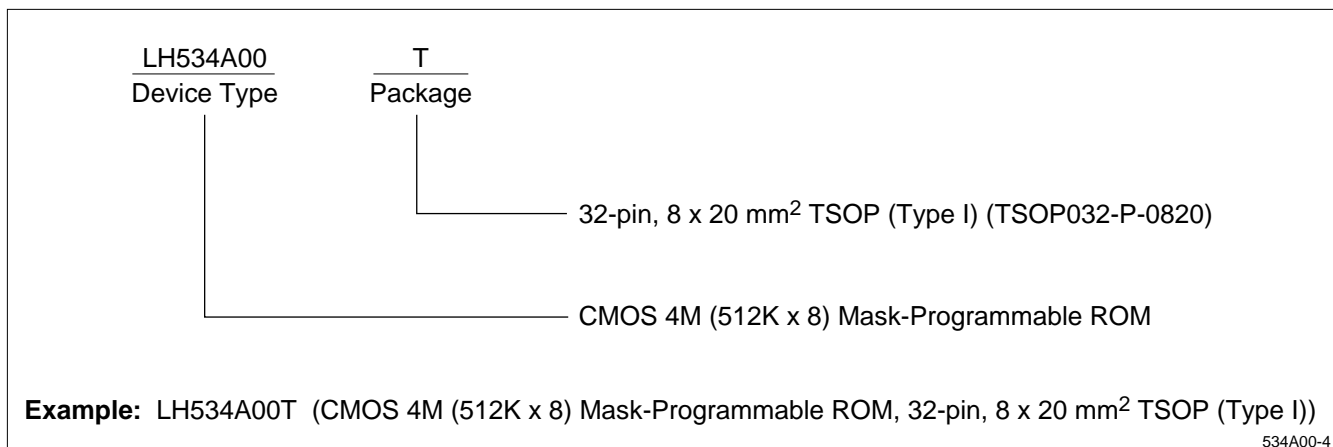 LH534A00 T
Device Type Package
32-pin, 8 x 20 mm² TSOP (Type I) (TSOP032-P-0820)
CMOS 4M (512K x 8) Mask-Programmable ROM
Example: LH534A00T (CMOS 4M (512K x 8) Mask-Programmable ROM, 32-pin, 8 x 20 mm² TSOP (Type I))
534A00-4